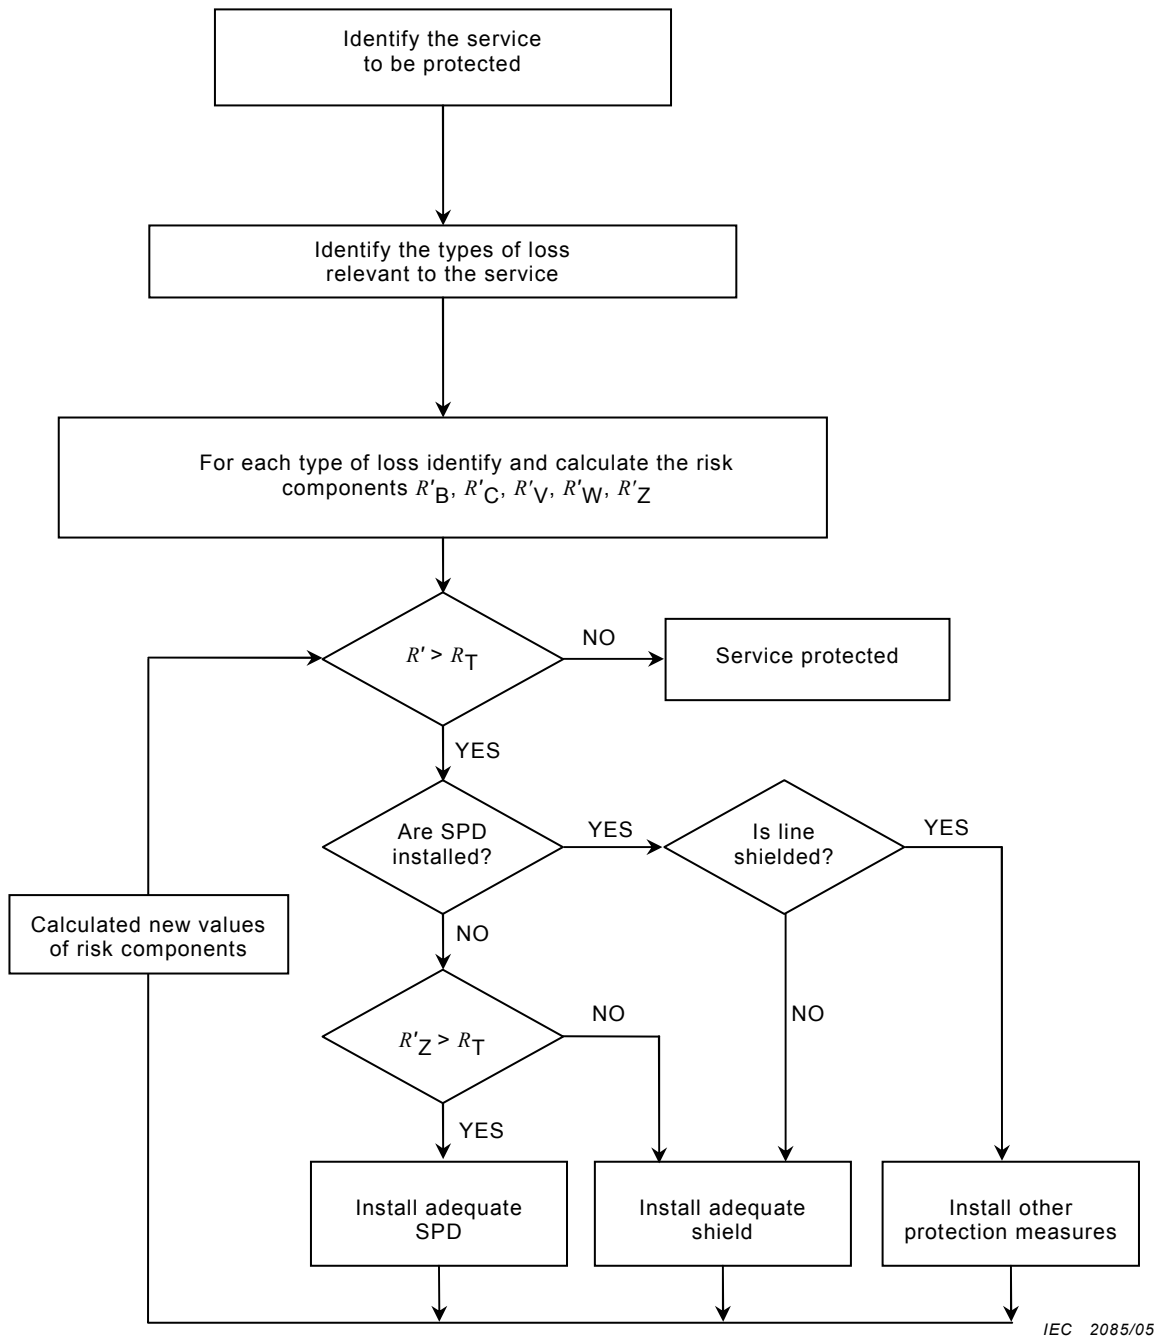 Identify the service
to be protected
Identify the types of loss
relevant to the service
For each type of loss identify and calculate the risk
components R′B, R′C, R′V, R′W, R′Z
R′ > RT
NO
Service protected
YES
Are SPD
installed?
YES
Is line
shielded?
YES
Calculated new values
of risk components
NO
R′Z > RT
NO
NO
YES
Install adequate
SPD
Install adequate
shield
Install other
protection measures
IEC 2085/05